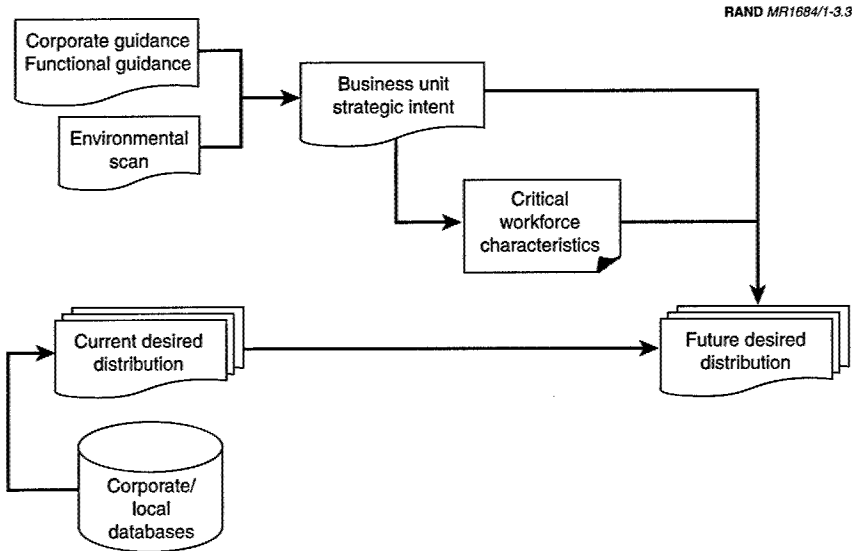 RAND MR1684/1-3.3
Corporate guidance
Functional guidance
Business unit
strategic intent
Environmental
scan
Critical
workforce
characteristics
Current desired
distribution
Future desired
distribution
Corporate/
local
databases